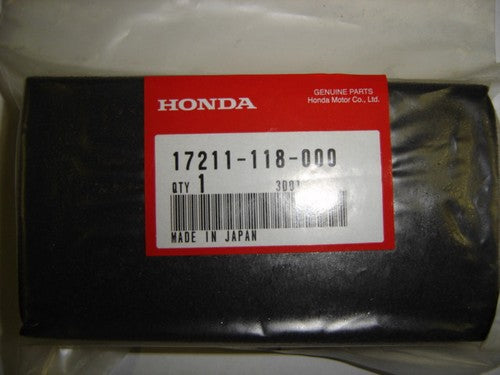 HONDA
GENUINE PARTS
Honda Motor Co., Ltd.
17211-118-000
QTY 1
MADE IN JAPAN